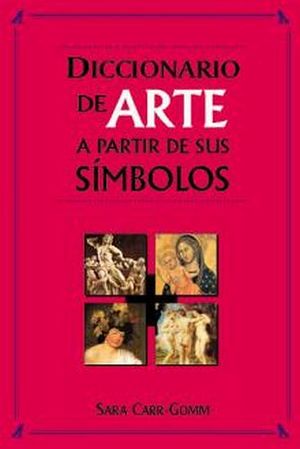 DICCIONARIO
DE ARTE
A PARTIR DE SUS
SÍMBOLOS
SARA CARR-GOMM